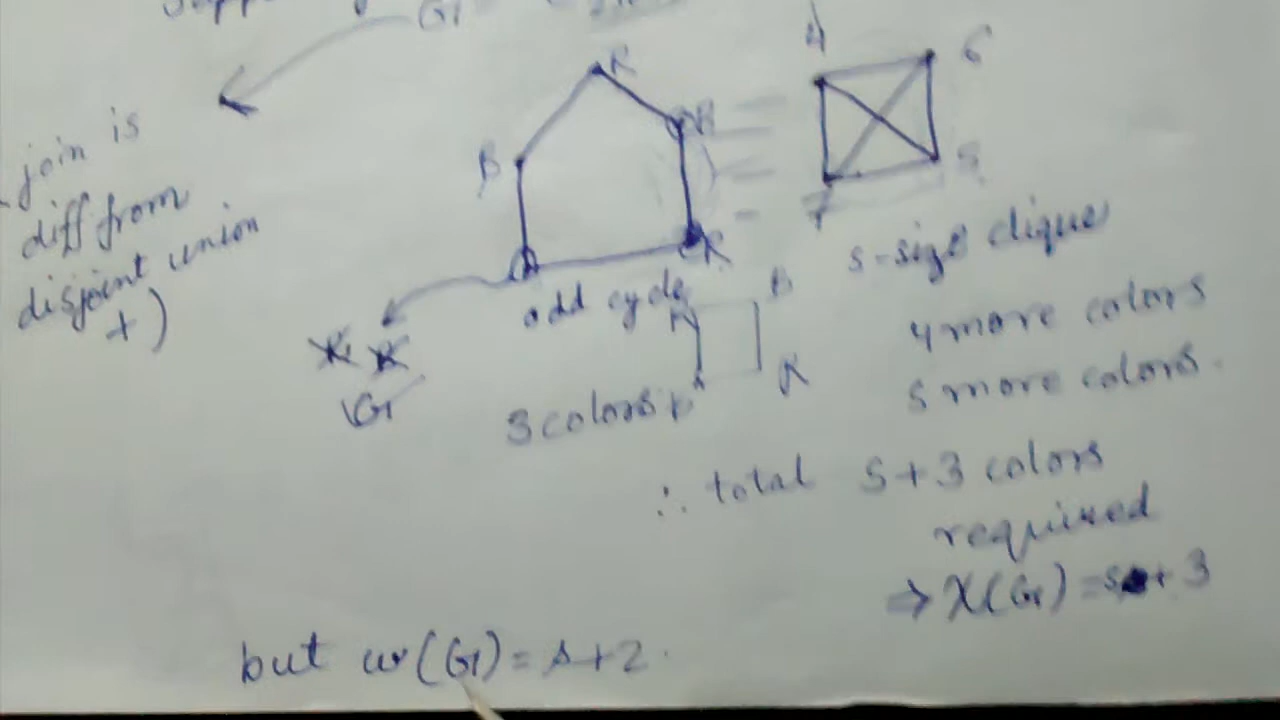 G
join is
diff from
disjoint union
+)
R
B
B
R
G
odd cycle
B
R
3 colors
4
6
5
7
s-size clique
4 more colors
s more colors.
∴ total s+3 colors
required
⇒ χ(G) = s + 3
but ω(G) = s+2.